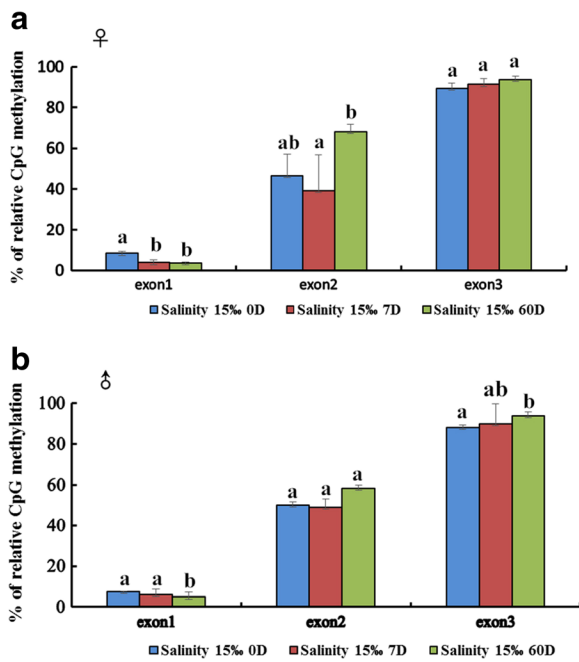 a
♀
% of relative CpG methylation
100
80
60
40
20
0
a b b
ab a b
a a a
exon1 exon2 exon3
Salinity 15‰ 0D Salinity 15‰ 7D Salinity 15‰ 60D
b
♂
% of relative CpG methylation
100
80
60
40
20
0
a a b
a a a
a ab b
exon1 exon2 exon3
Salinity 15‰ 0D Salinity 15‰ 7D Salinity 15‰ 60D